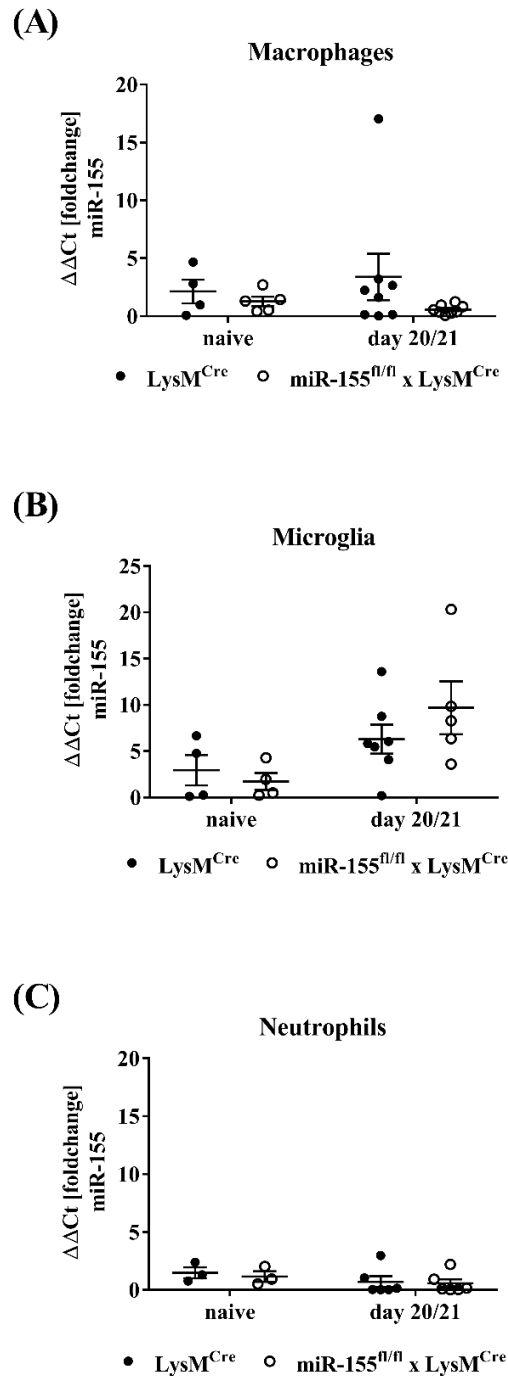 (A)
Macrophages
ΔΔCt [foldchange]
miR-155
20
15
10
5
0
naive day 20/21
LysMCre miR-155fl/fl x LysMCre
(B)
Microglia
ΔΔCt [foldchange]
miR-155
25
20
15
10
5
0
naive day 20/21
LysMCre miR-155fl/fl x LysMCre
(C)
Neutrophils
ΔΔCt [foldchange]
miR-155
20
15
10
5
0
naive day 20/21
LysMCre miR-155fl/fl x LysMCre